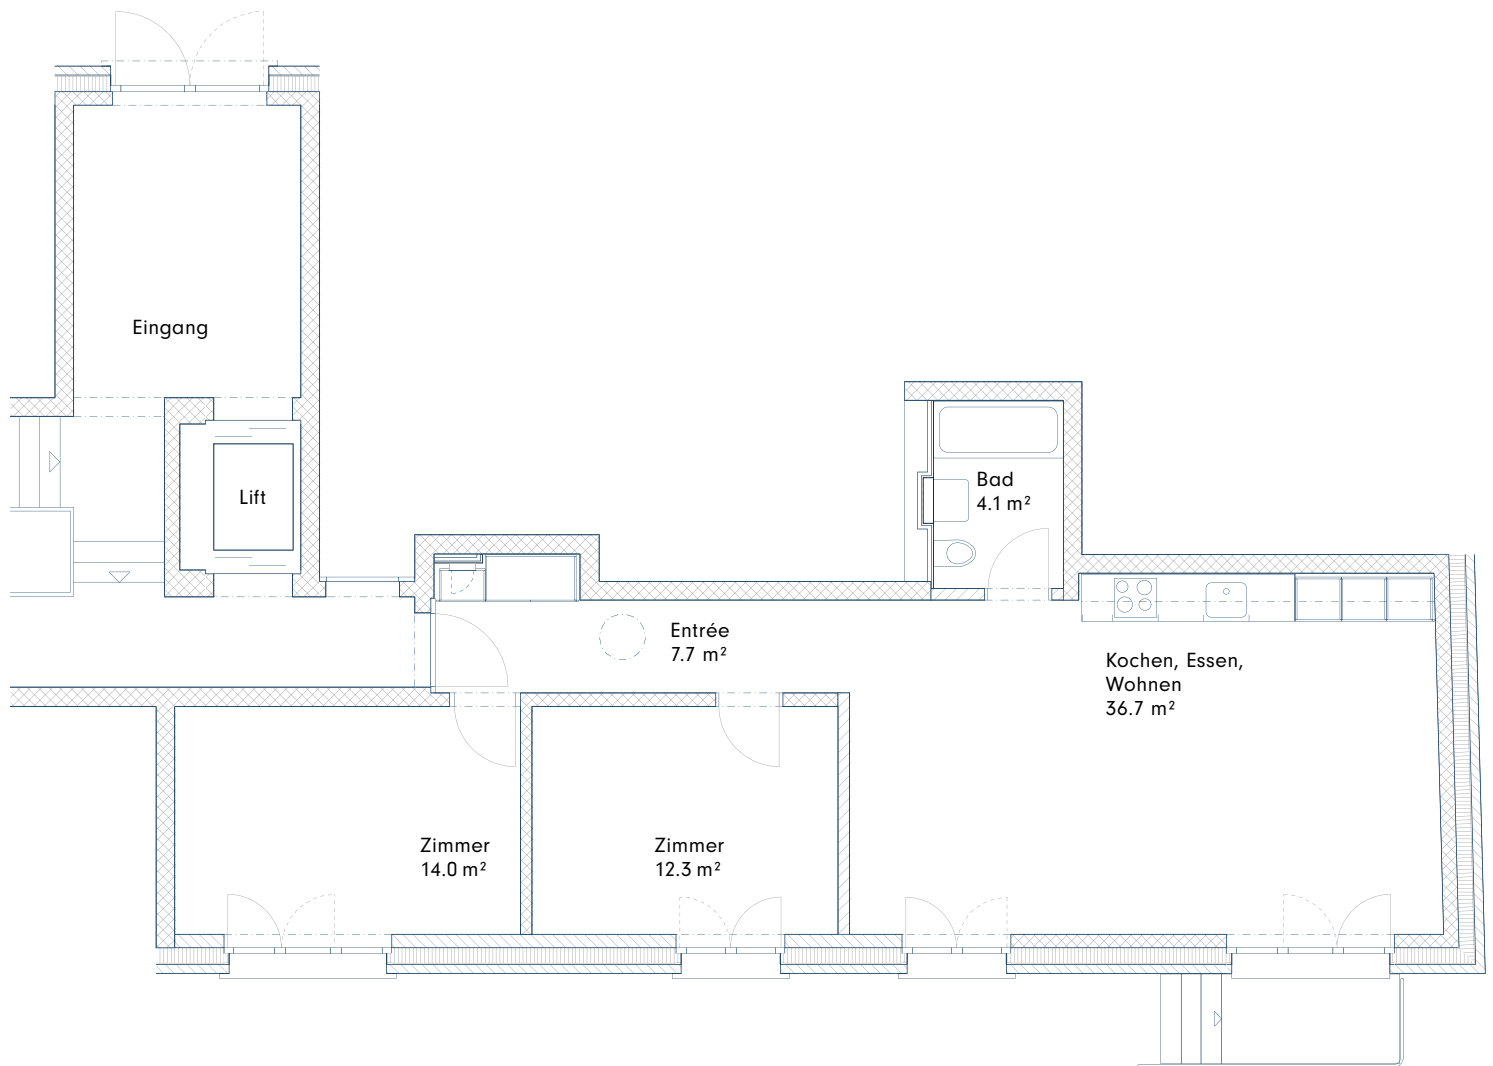 Eingang
Lift
Bad
4.1 m²
Entrée
7.7 m²
Kochen, Essen,
Wohnen
36.7 m²
Zimmer
14.0 m²
Zimmer
12.3 m²